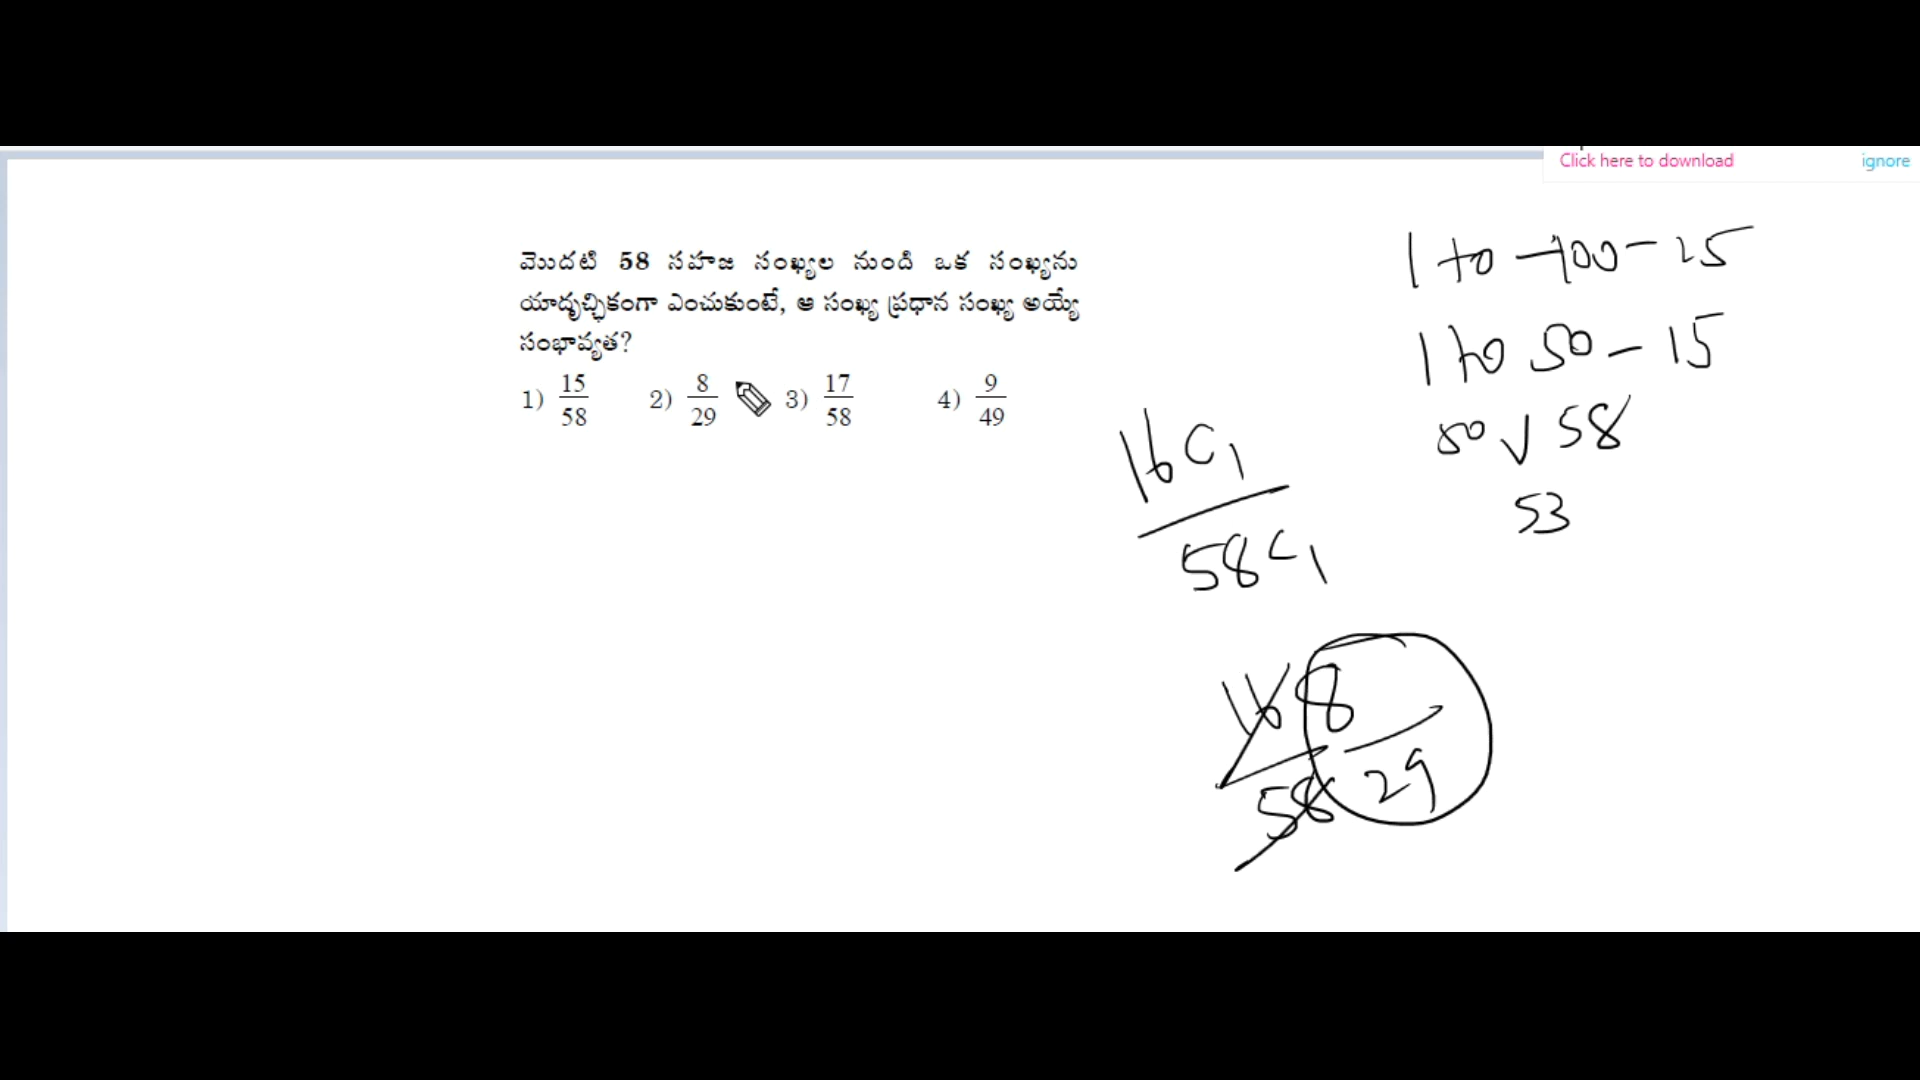 Click here to download ignore
మొదటి 58 సహజ సంఖ్యల నుండి ఒక సంఖ్యను
యాదృచ్ఛికంగా ఎంచుకుంటే, ఆ సంఖ్య ప్రధాన సంఖ్య అయ్యే
సంభావ్యత?
1) 15/58 2) 8/29 3) 17/58 4) 9/49
1 to -100 - 25
1 to 50 - 15
50 √ 58
53
16C1
58C1
16 8
58 29